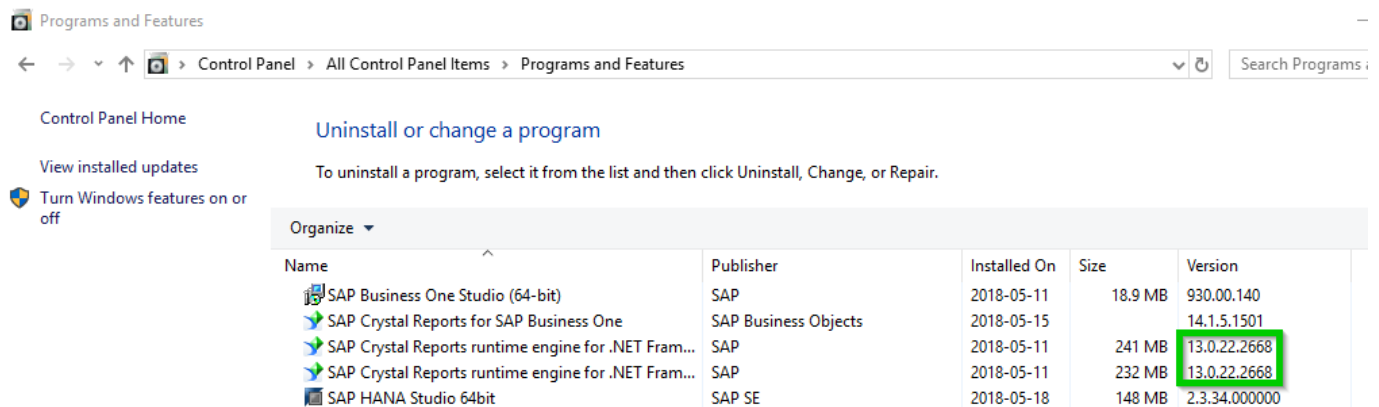 Programs and Features
Control Panel > All Control Panel Items > Programs and Features
Search Programs
Control Panel Home
View installed updates
Turn Windows features on or
off
Uninstall or change a program
To uninstall a program, select it from the list and then click Uninstall, Change, or Repair.
Organize
Name Publisher Installed On Size Version
SAP Business One Studio (64-bit) SAP 2018-05-11 18.9 MB 930.00.140
SAP Crystal Reports for SAP Business One SAP Business Objects 2018-05-15 14.1.5.1501
SAP Crystal Reports runtime engine for .NET Fram... SAP 2018-05-11 241 MB 13.0.22.2668
SAP Crystal Reports runtime engine for .NET Fram... SAP 2018-05-11 232 MB 13.0.22.2668
SAP HANA Studio 64bit SAP SE 2018-05-18 148 MB 2.3.34.000000